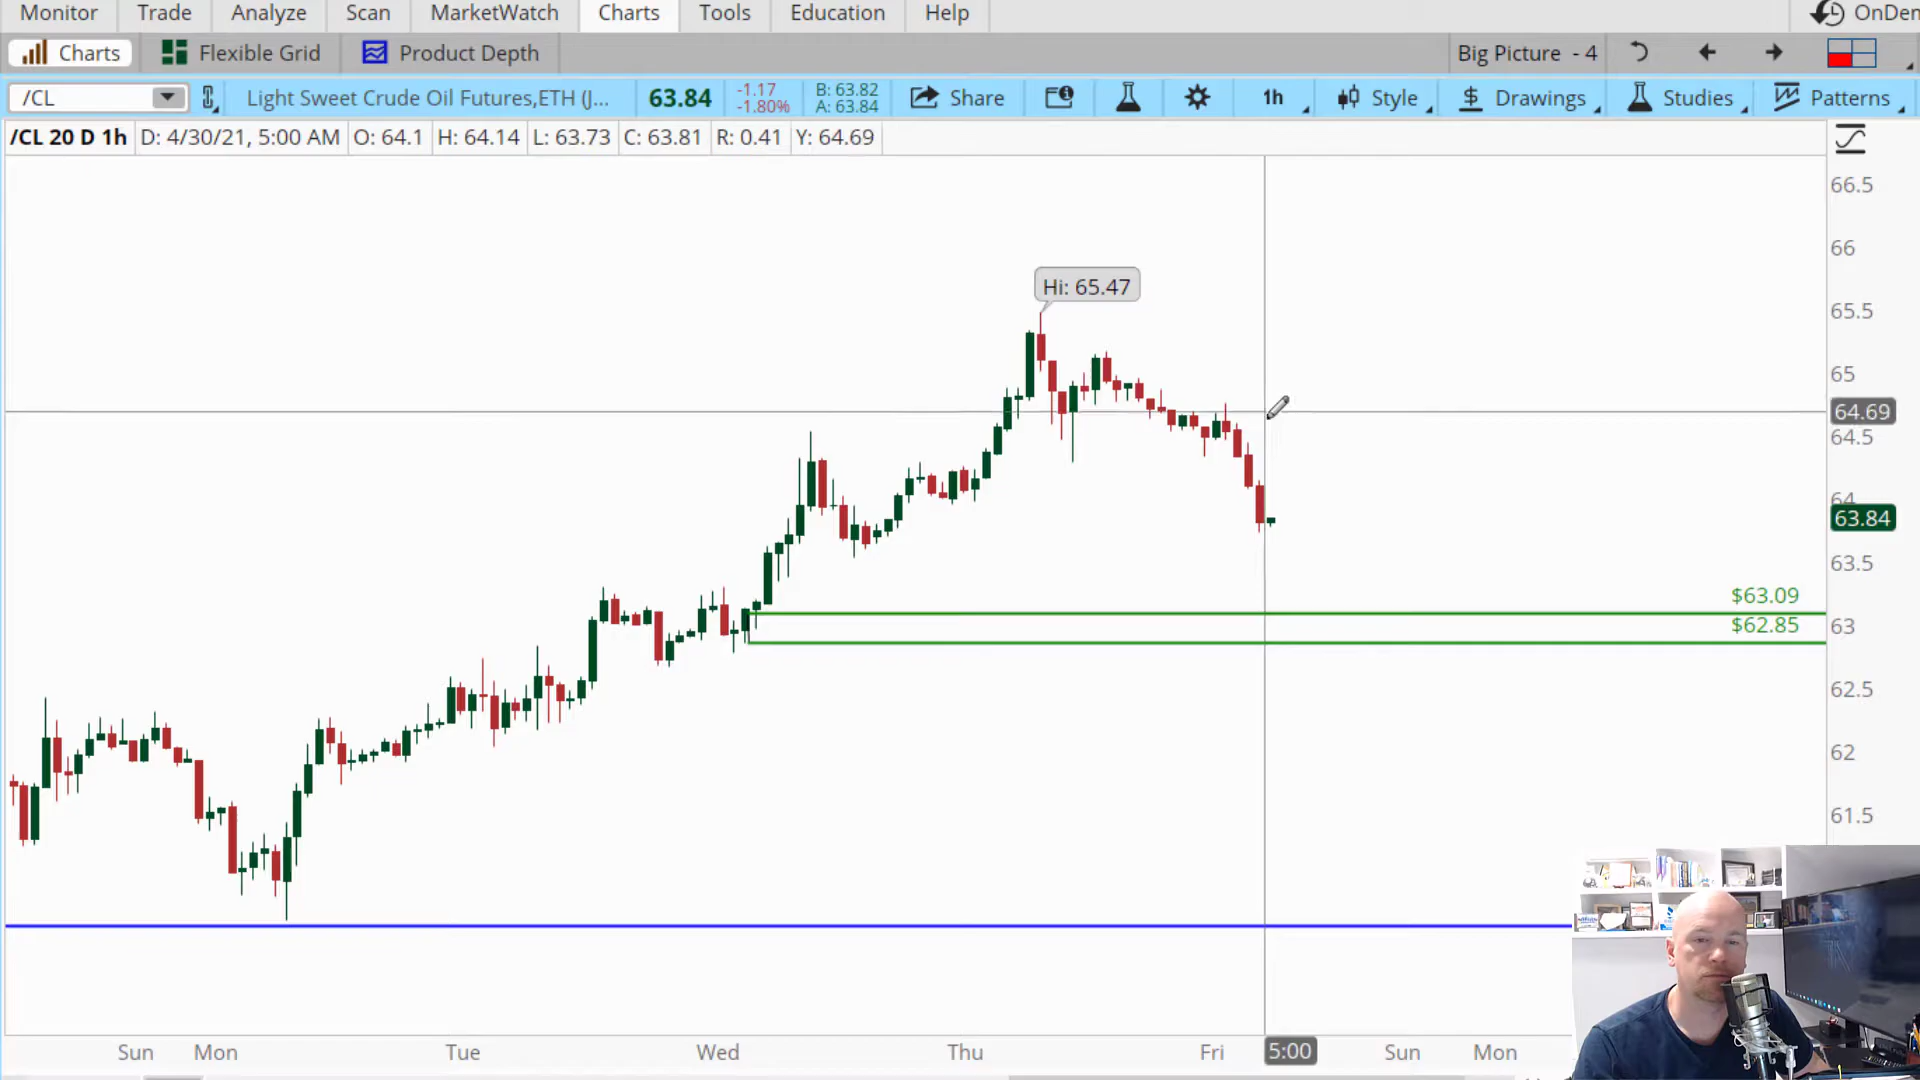 Monitor Trade Analyze Scan MarketWatch Charts Tools Education Help OnDem
Charts Flexible Grid Product Depth Big Picture - 4
/CL Light Sweet Crude Oil Futures,ETH (J... 63.84 -1.17 -1.80% B: 63.82 A: 63.84 Share 1h Style Drawings Studies Patterns
/CL 20 D 1h D: 4/30/21, 5:00 AM O: 64.1 H: 64.14 L: 63.73 C: 63.81 R: 0.41 Y: 64.69
66.5
66
Hi: 65.47
65.5
65
64.69
64.5
64
63.84
63.5
$63.09
$62.85
63
62.5
62
61.5
Sun Mon Tue Wed Thu Fri 5:00 Sun Mon